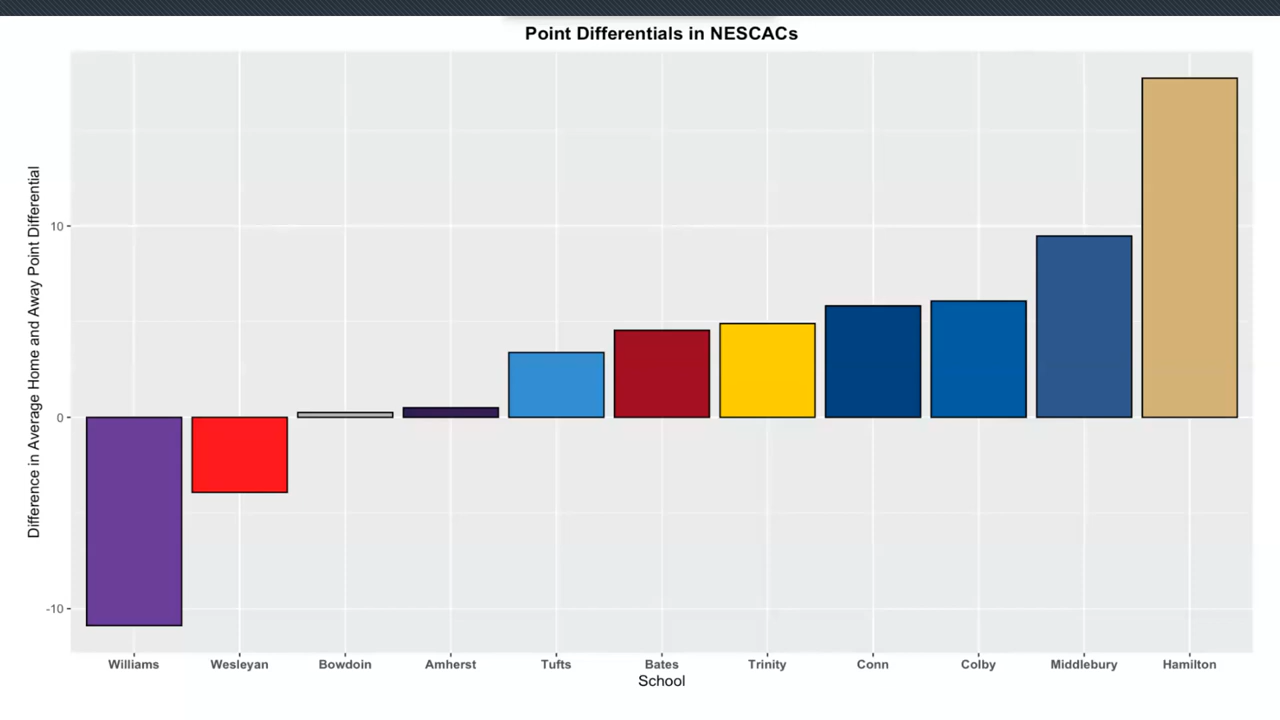 Point Differentials in NESCACs
Difference in Average Home and Away Point Differential
10
0
-10
Williams Wesleyan Bowdoin Amherst Tufts Bates Trinity Conn Colby Middlebury Hamilton
School